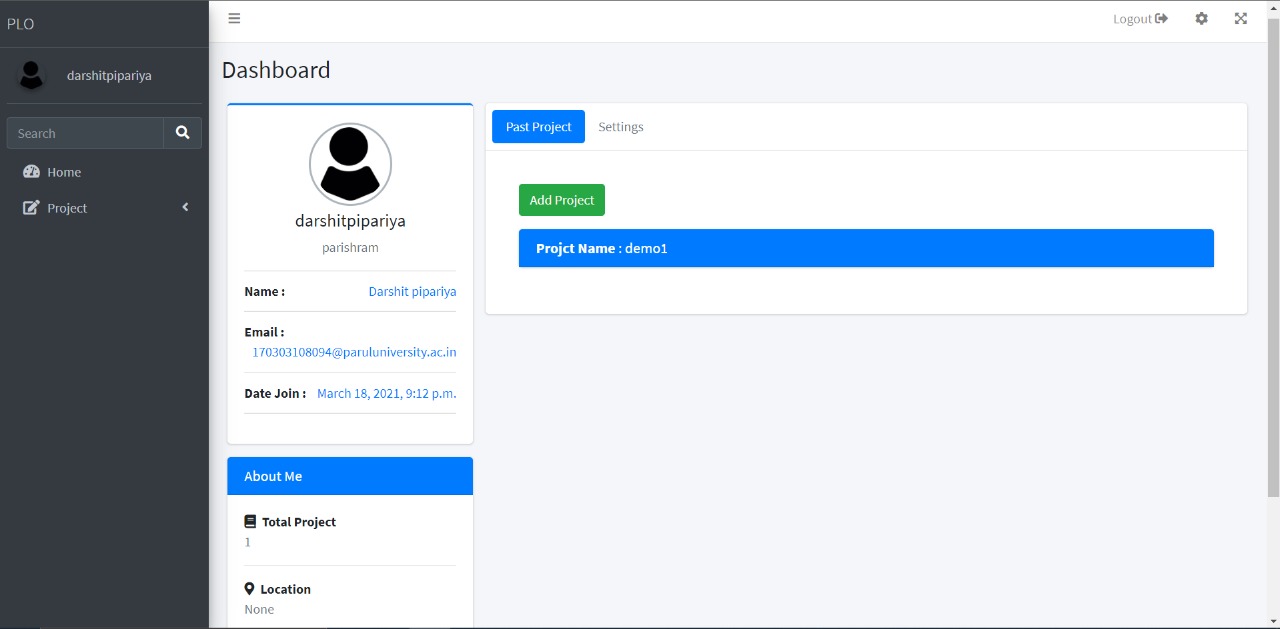 PLO
Logout
darshitpipariya
Search
Home
Project
Dashboard
darshitpipariya
parishram
Name :
Darshit pipariya
Email :
170303108094@paruluniversity.ac.in
Date Join :
March 18, 2021, 9:12 p.m.
About Me
Total Project
1
Location
None
Past Project
Settings
Add Project
Projct Name : demo1